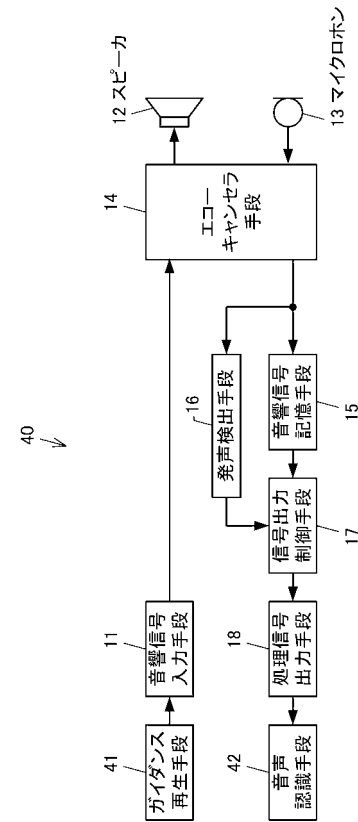 40
41
ガイダンス
再生手段
11
音響信号
入力手段
14
エコー
キャンセラ
手段
12 スピーカ
13 マイクロホン
16
発声検出手段
15
音響信号
記憶手段
17
信号出力
制御手段
18
処理信号
出力手段
42
音声
認識手段